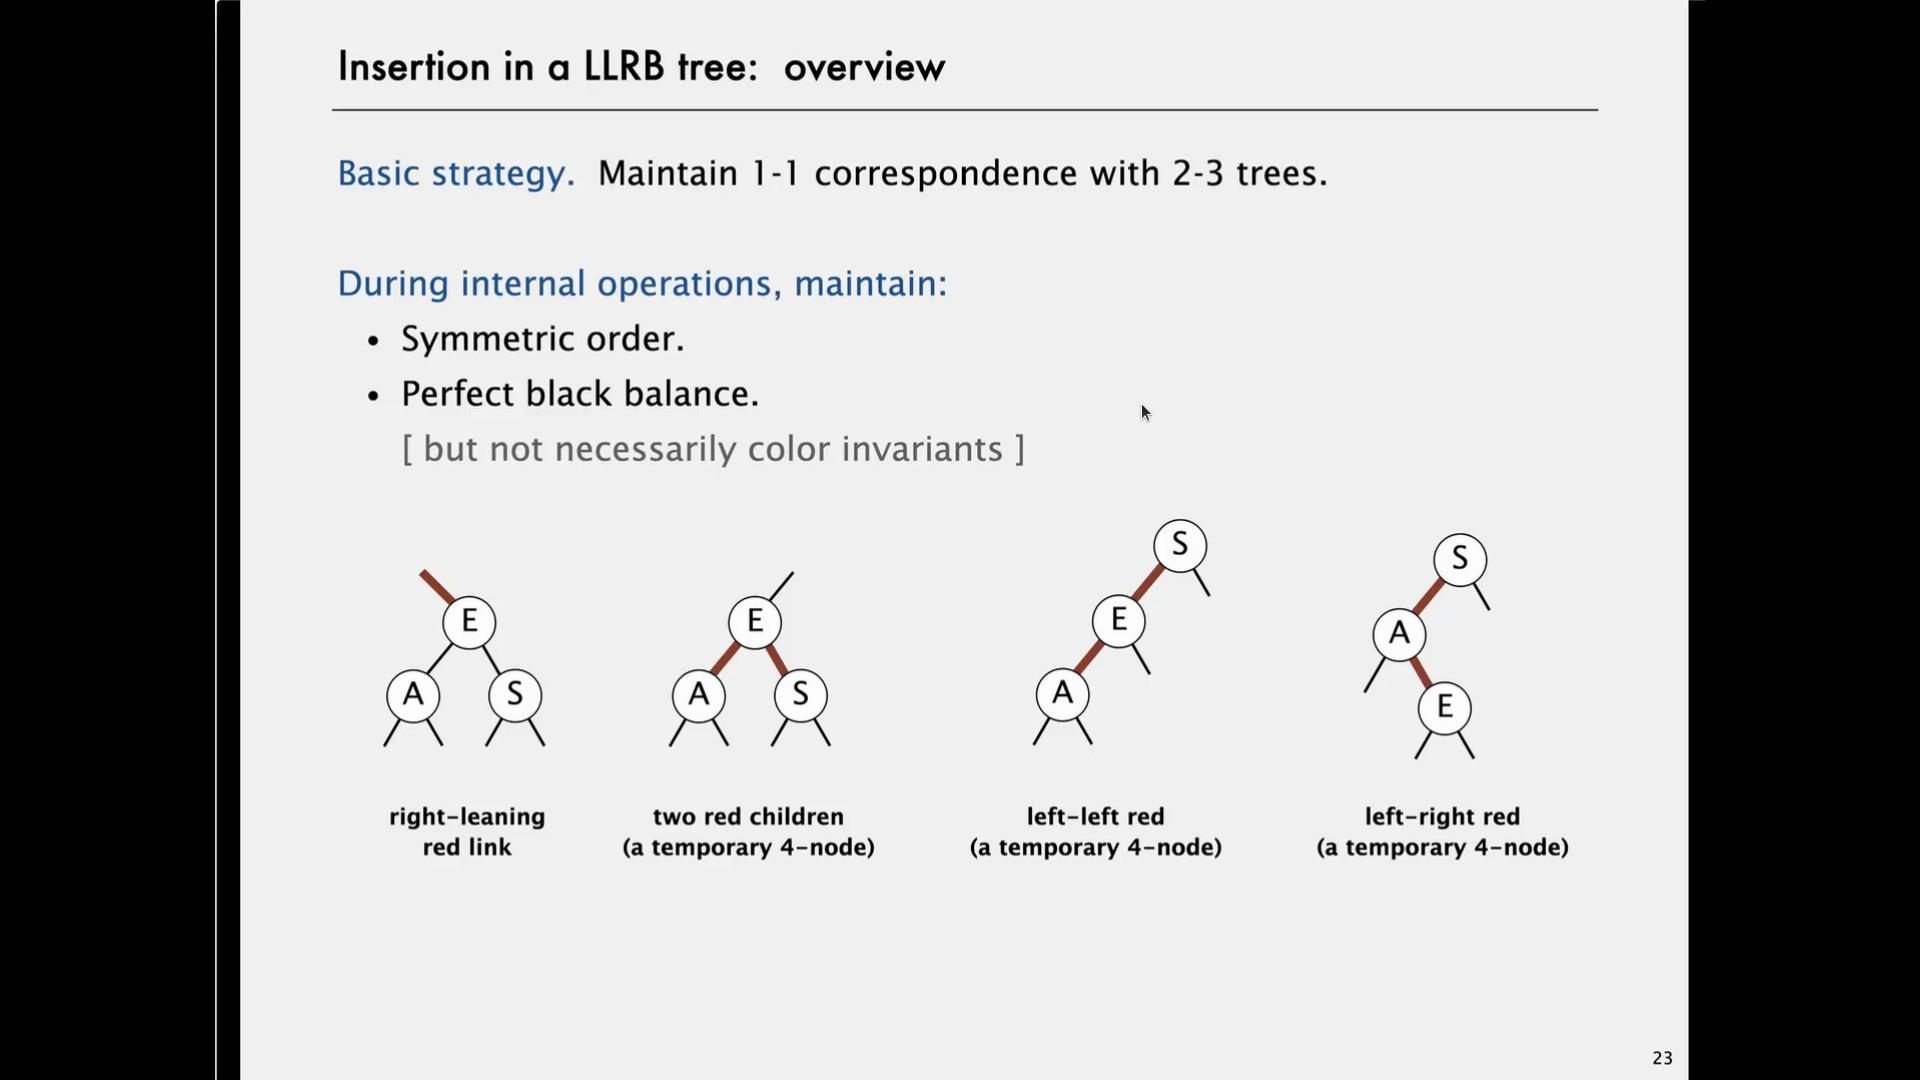 Insertion in a LLRB tree: overview
Basic strategy. Maintain 1-1 correspondence with 2-3 trees.
During internal operations, maintain:
• Symmetric order.
• Perfect black balance.
[ but not necessarily color invariants ]
E
A S
right-leaning
red link
E
A S
two red children
(a temporary 4-node)
S
E
A
left-left red
(a temporary 4-node)
S
A
E
left-right red
(a temporary 4-node)
23